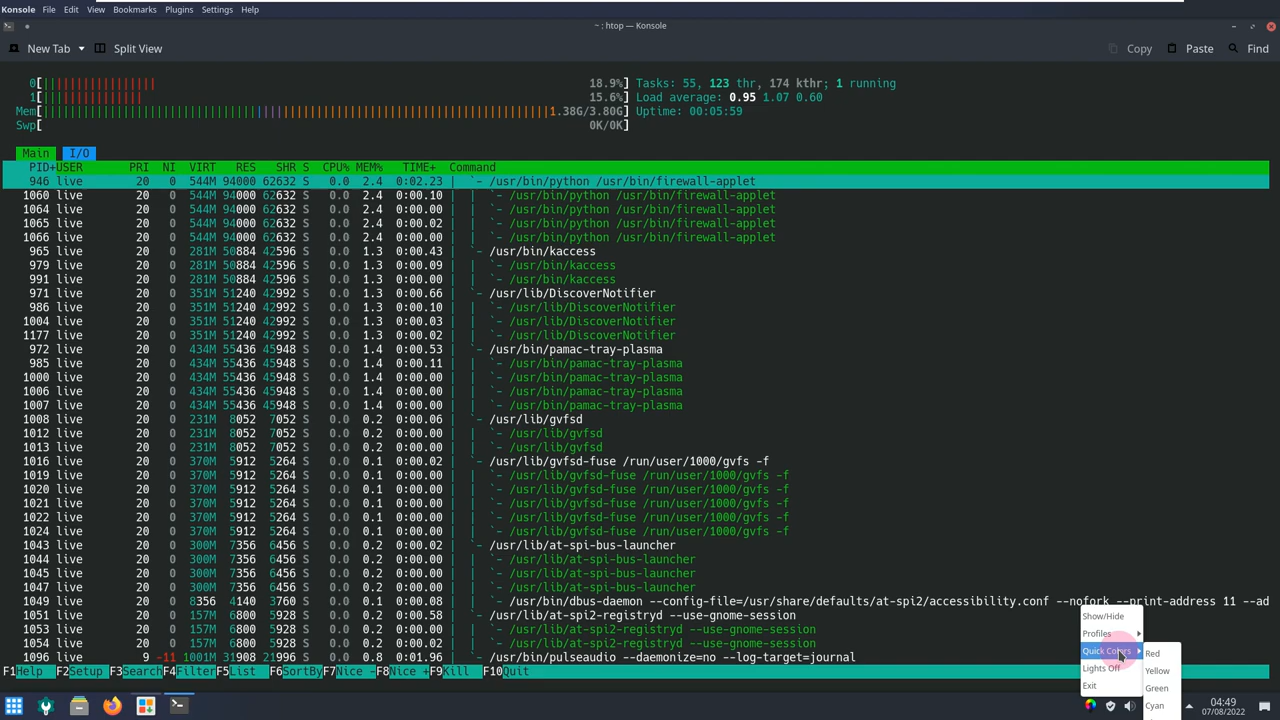 Konsole File Edit View Bookmarks Plugins Settings Help
~ : htop — Konsole
New Tab Split View Copy Paste Find
0[||||||||||||||||| 18.9%] Tasks: 55, 123 thr, 174 kthr; 1 running
1[||||||||||||||| 15.6%] Load average: 0.95 1.07 0.60
Mem[||||||||||||||||||||||||||||||||||||||||||||||||||||||||||||||||||||||||||||1.38G/3.80G] Uptime: 00:05:59
Swp[ 0K/0K]
Main I/O
PID+USER PRI NI VIRT RES SHR S CPU% MEM% TIME+ Command
946 live 20 0 544M 94000 62632 S 0.0 2.4 0:02.23 | `- /usr/bin/python /usr/bin/firewall-applet
1060 live 20 0 544M 94000 62632 S 0.0 2.4 0:00.10 | | `- /usr/bin/python /usr/bin/firewall-applet
1064 live 20 0 544M 94000 62632 S 0.0 2.4 0:00.00 | | `- /usr/bin/python /usr/bin/firewall-applet
1065 live 20 0 544M 94000 62632 S 0.0 2.4 0:00.02 | | `- /usr/bin/python /usr/bin/firewall-applet
1066 live 20 0 544M 94000 62632 S 0.0 2.4 0:00.00 | | `- /usr/bin/python /usr/bin/firewall-applet
965 live 20 0 281M 50884 42596 S 0.0 1.3 0:00.43 | `- /usr/bin/kaccess
979 live 20 0 281M 50884 42596 S 0.0 1.3 0:00.09 | | `- /usr/bin/kaccess
991 live 20 0 281M 50884 42596 S 0.0 1.3 0:00.00 | | `- /usr/bin/kaccess
971 live 20 0 351M 51240 42992 S 0.0 1.3 0:00.66 | `- /usr/lib/DiscoverNotifier
986 live 20 0 351M 51240 42992 S 0.0 1.3 0:00.10 | | `- /usr/lib/DiscoverNotifier
1004 live 20 0 351M 51240 42992 S 0.0 1.3 0:00.03 | | `- /usr/lib/DiscoverNotifier
1177 live 20 0 351M 51240 42992 S 0.0 1.3 0:00.02 | | `- /usr/lib/DiscoverNotifier
972 live 20 0 434M 55436 45948 S 0.0 1.4 0:00.53 | `- /usr/bin/pamac-tray-plasma
985 live 20 0 434M 55436 45948 S 0.0 1.4 0:00.11 | | `- /usr/bin/pamac-tray-plasma
1000 live 20 0 434M 55436 45948 S 0.0 1.4 0:00.00 | | `- /usr/bin/pamac-tray-plasma
1006 live 20 0 434M 55436 45948 S 0.0 1.4 0:00.00 | | `- /usr/bin/pamac-tray-plasma
1007 live 20 0 434M 55436 45948 S 0.0 1.4 0:00.00 | | `- /usr/bin/pamac-tray-plasma
1008 live 20 0 231M 8052 7052 S 0.0 0.2 0:00.06 | `- /usr/lib/gvfsd
1012 live 20 0 231M 8052 7052 S 0.0 0.2 0:00.00 | | `- /usr/lib/gvfsd
1013 live 20 0 231M 8052 7052 S 0.0 0.2 0:00.00 | | `- /usr/lib/gvfsd
1016 live 20 0 370M 5912 5264 S 0.0 0.1 0:00.02 | `- /usr/lib/gvfsd-fuse /run/user/1000/gvfs -f
1019 live 20 0 370M 5912 5264 S 0.0 0.1 0:00.00 | | `- /usr/lib/gvfsd-fuse /run/user/1000/gvfs -f
1020 live 20 0 370M 5912 5264 S 0.0 0.1 0:00.00 | | `- /usr/lib/gvfsd-fuse /run/user/1000/gvfs -f
1021 live 20 0 370M 5912 5264 S 0.0 0.1 0:00.00 | | `- /usr/lib/gvfsd-fuse /run/user/1000/gvfs -f
1022 live 20 0 370M 5912 5264 S 0.0 0.1 0:00.00 | | `- /usr/lib/gvfsd-fuse /run/user/1000/gvfs -f
1024 live 20 0 370M 5912 5264 S 0.0 0.1 0:00.00 | | `- /usr/lib/gvfsd-fuse /run/user/1000/gvfs -f
1043 live 20 0 300M 7356 6456 S 0.0 0.2 0:00.02 | `- /usr/lib/at-spi-bus-launcher
1044 live 20 0 300M 7356 6456 S 0.0 0.2 0:00.00 | | `- /usr/lib/at-spi-bus-launcher
1045 live 20 0 300M 7356 6456 S 0.0 0.2 0:00.00 | | `- /usr/lib/at-spi-bus-launcher
1047 live 20 0 300M 7356 6456 S 0.0 0.2 0:00.00 | | `- /usr/lib/at-spi-bus-launcher
1049 live 20 0 8356 4140 3760 S 0.0 0.1 0:00.08 | | `- /usr/bin/dbus-daemon --config-file=/usr/share/defaults/at-spi2/accessibility.conf --nofork --print-address 11 --ad
1051 live 20 0 157M 6800 5928 S 0.0 0.2 0:00.58 | `- /usr/lib/at-spi2-registryd --use-gnome-session
1053 live 20 0 157M 6800 5928 S 0.0 0.2 0:00.00 | | `- /usr/lib/at-spi2-registryd --use-gnome-session
1054 live 20 0 157M 6800 5928 S 0.0 0.2 0:00.00 | | `- /usr/lib/at-spi2-registryd --use-gnome-session
1096 live 9 -11 1001M 31908 21996 S 0.0 0.8 0:01.96 | `- /usr/bin/pulseaudio --daemonize=no --log-target=journal
F1Help F2Setup F3SearchF4FilterF5List F6SortByF7Nice -F8Nice +F9Kill F10Quit
Show/Hide
Profiles
Quick Colors
Lights Off
Exit
Red
Yellow
Green
Cyan
04:49
07/08/2022